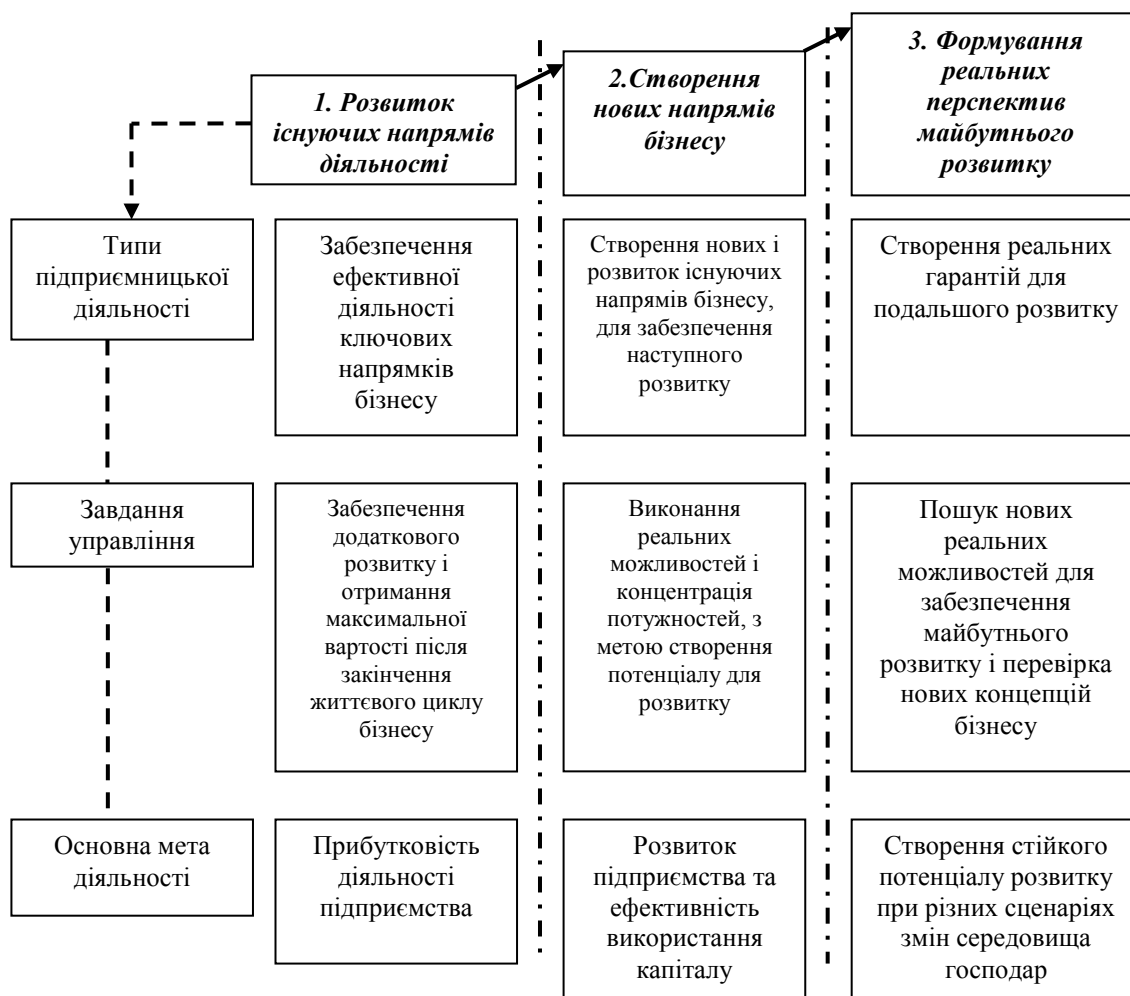 1. Розвиток
існуючих напрямів
діяльності
2.Створення
нових напрямів
бізнесу
3. Формування
реальних
перспектив
майбутнього
розвитку
Типи
підприємницької
діяльності
Забезпечення
ефективної
діяльності
ключових
напрямків
бізнесу
Створення нових і
розвиток існуючих
напрямів бізнесу,
для забезпечення
наступного
розвитку
Створення реальних
гарантій для
подальшого розвитку
Завдання
управління
Забезпечення
додаткового
розвитку і
отримання
максимальної
вартості після
закінчення
життєвого циклу
бізнесу
Виконання
реальних
можливостей і
концентрація
потужностей, з
метою створення
потенціалу для
розвитку
Пошук нових
реальних
можливостей для
забезпечення
майбутнього
розвитку і перевірка
нових концепцій
бізнесу
Основна мета
діяльності
Прибутковість
діяльності
підприємства
Розвиток
підприємства та
ефективність
використання
капіталу
Створення стійкого
потенціалу розвитку
при різних сценаріях
змін середовища
господар